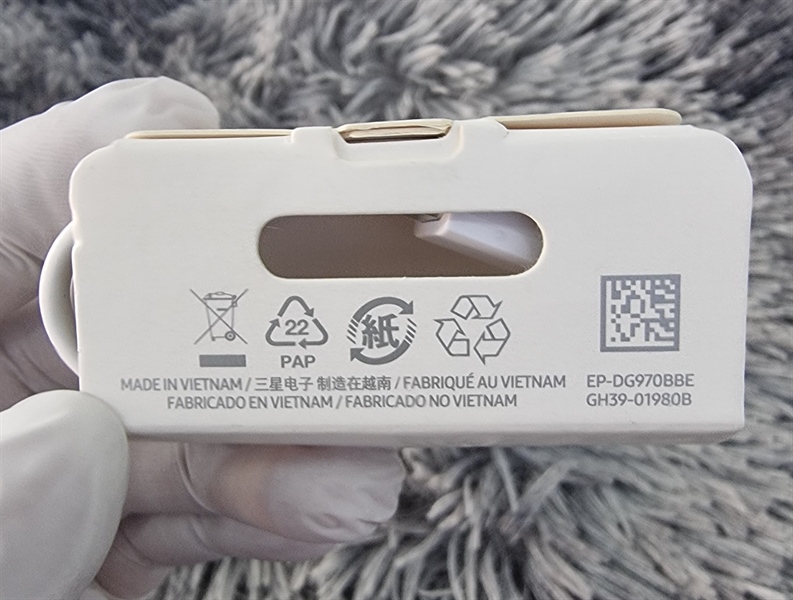 22
PAP
紙
MADE IN VIETNAM / 三星电子 制造在越南 / FABRIQUÉ AU VIETNAM
FABRICADO EN VIETNAM / FABRICADO NO VIETNAM
EP-DG970BBE
GH39-01980B